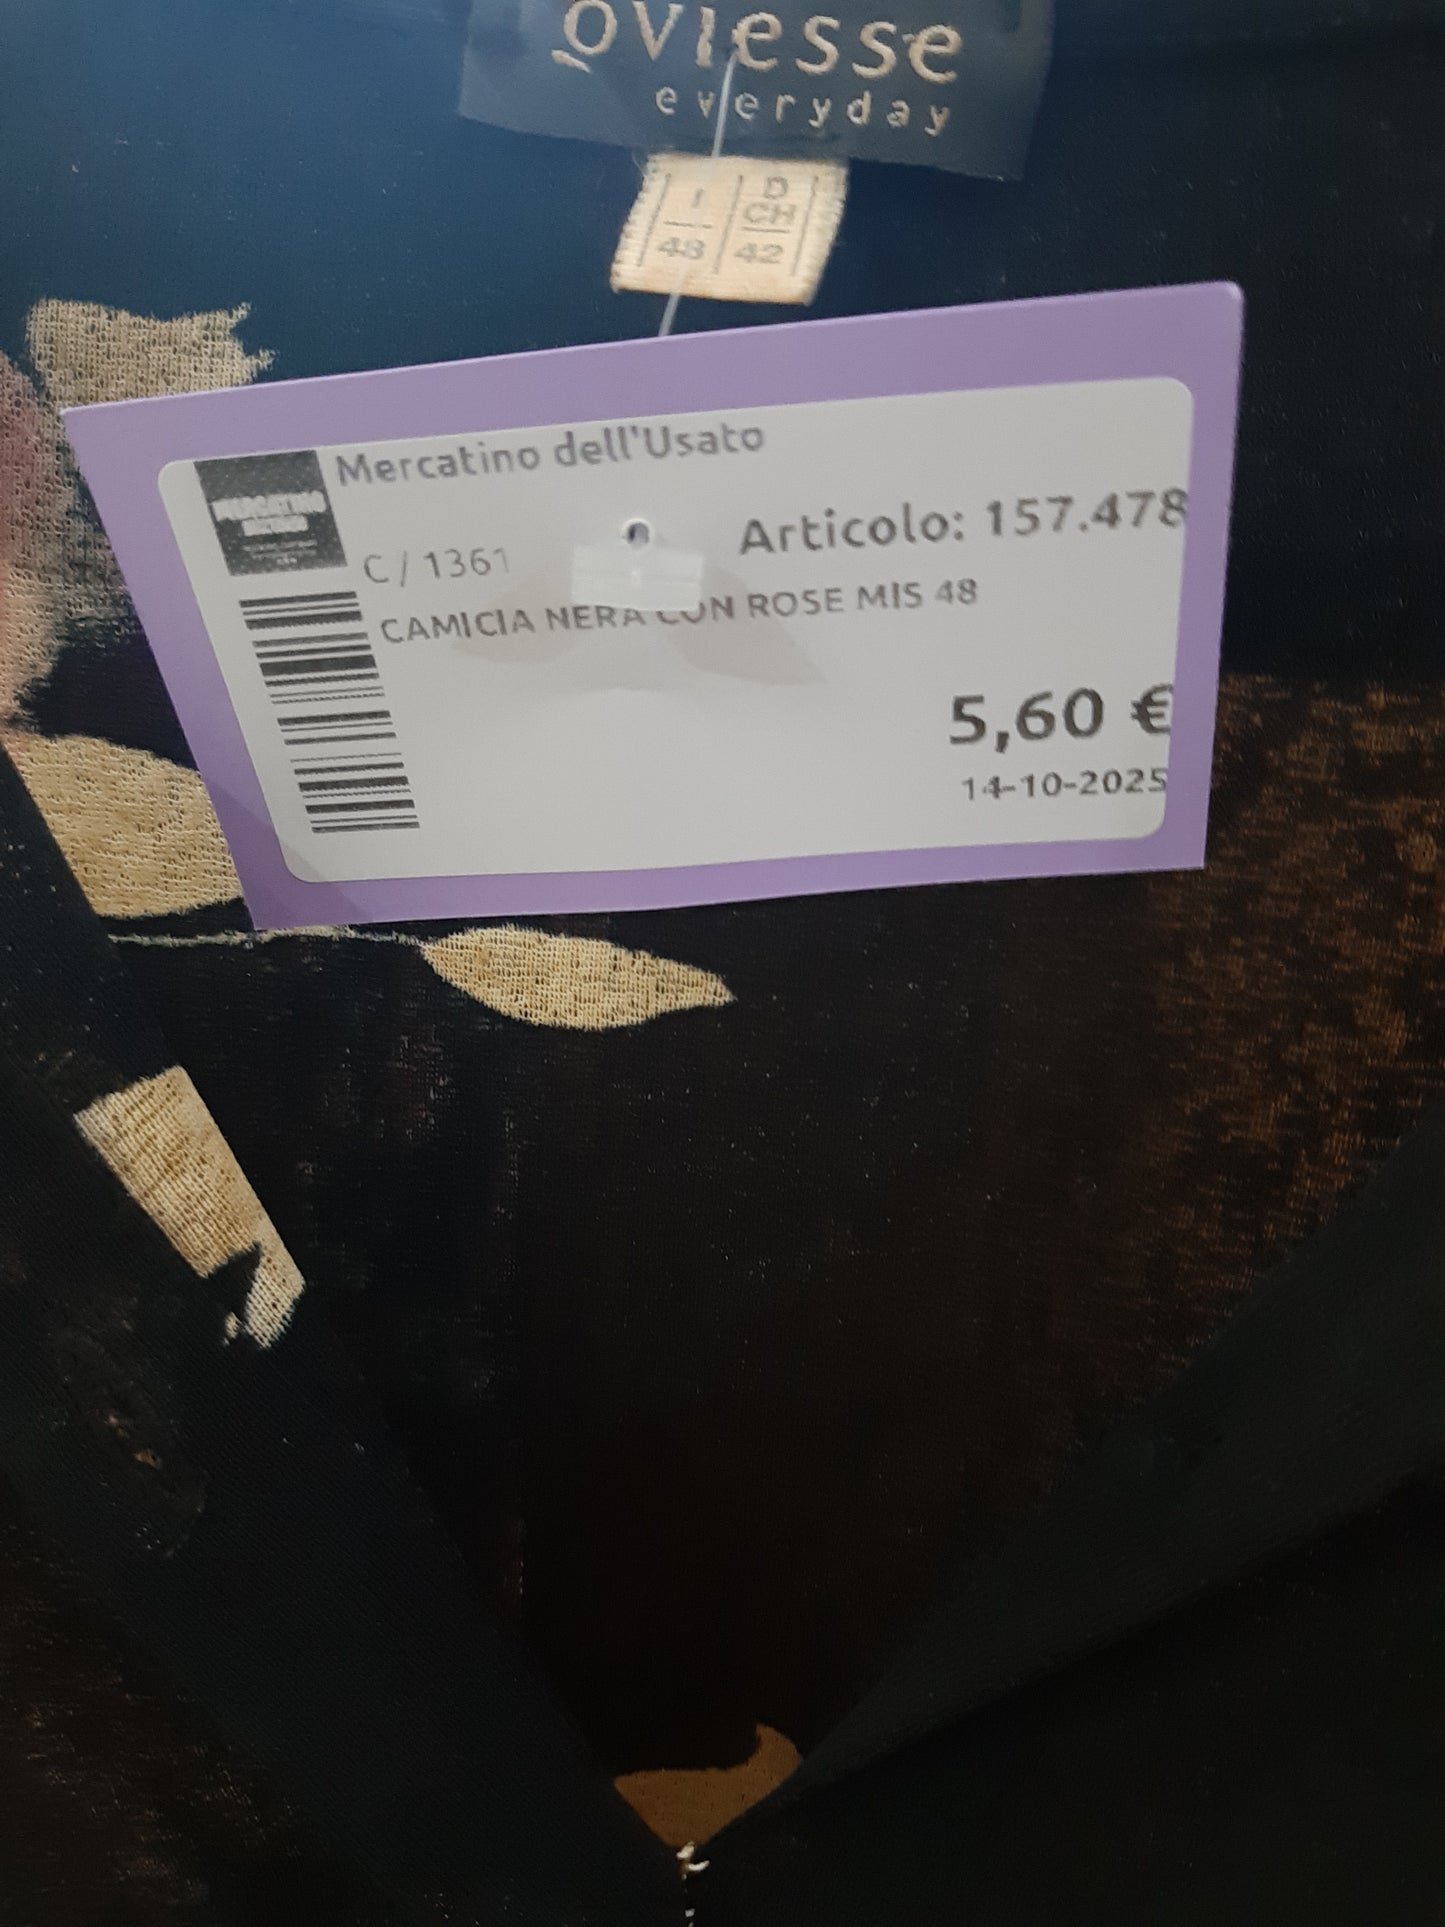 oviesse
everyday
I
48
D
CH
42
Mercatino dell'Usato
MERCATINO
Articolo: 157.478
C/ 1361
CAMICIA NERA CON ROSE MIS 48
5,60 €
14-10-2025